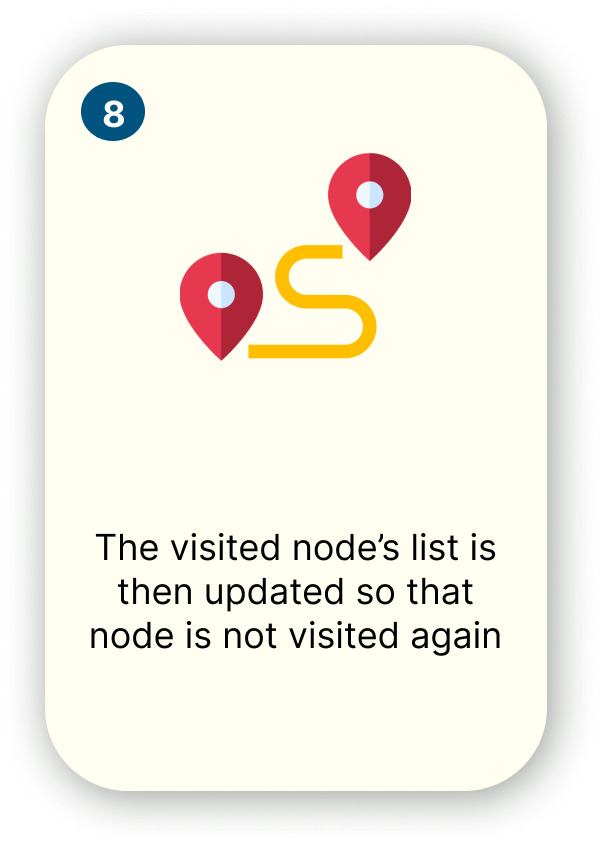 8
The visited node’s list is
then updated so that
node is not visited again